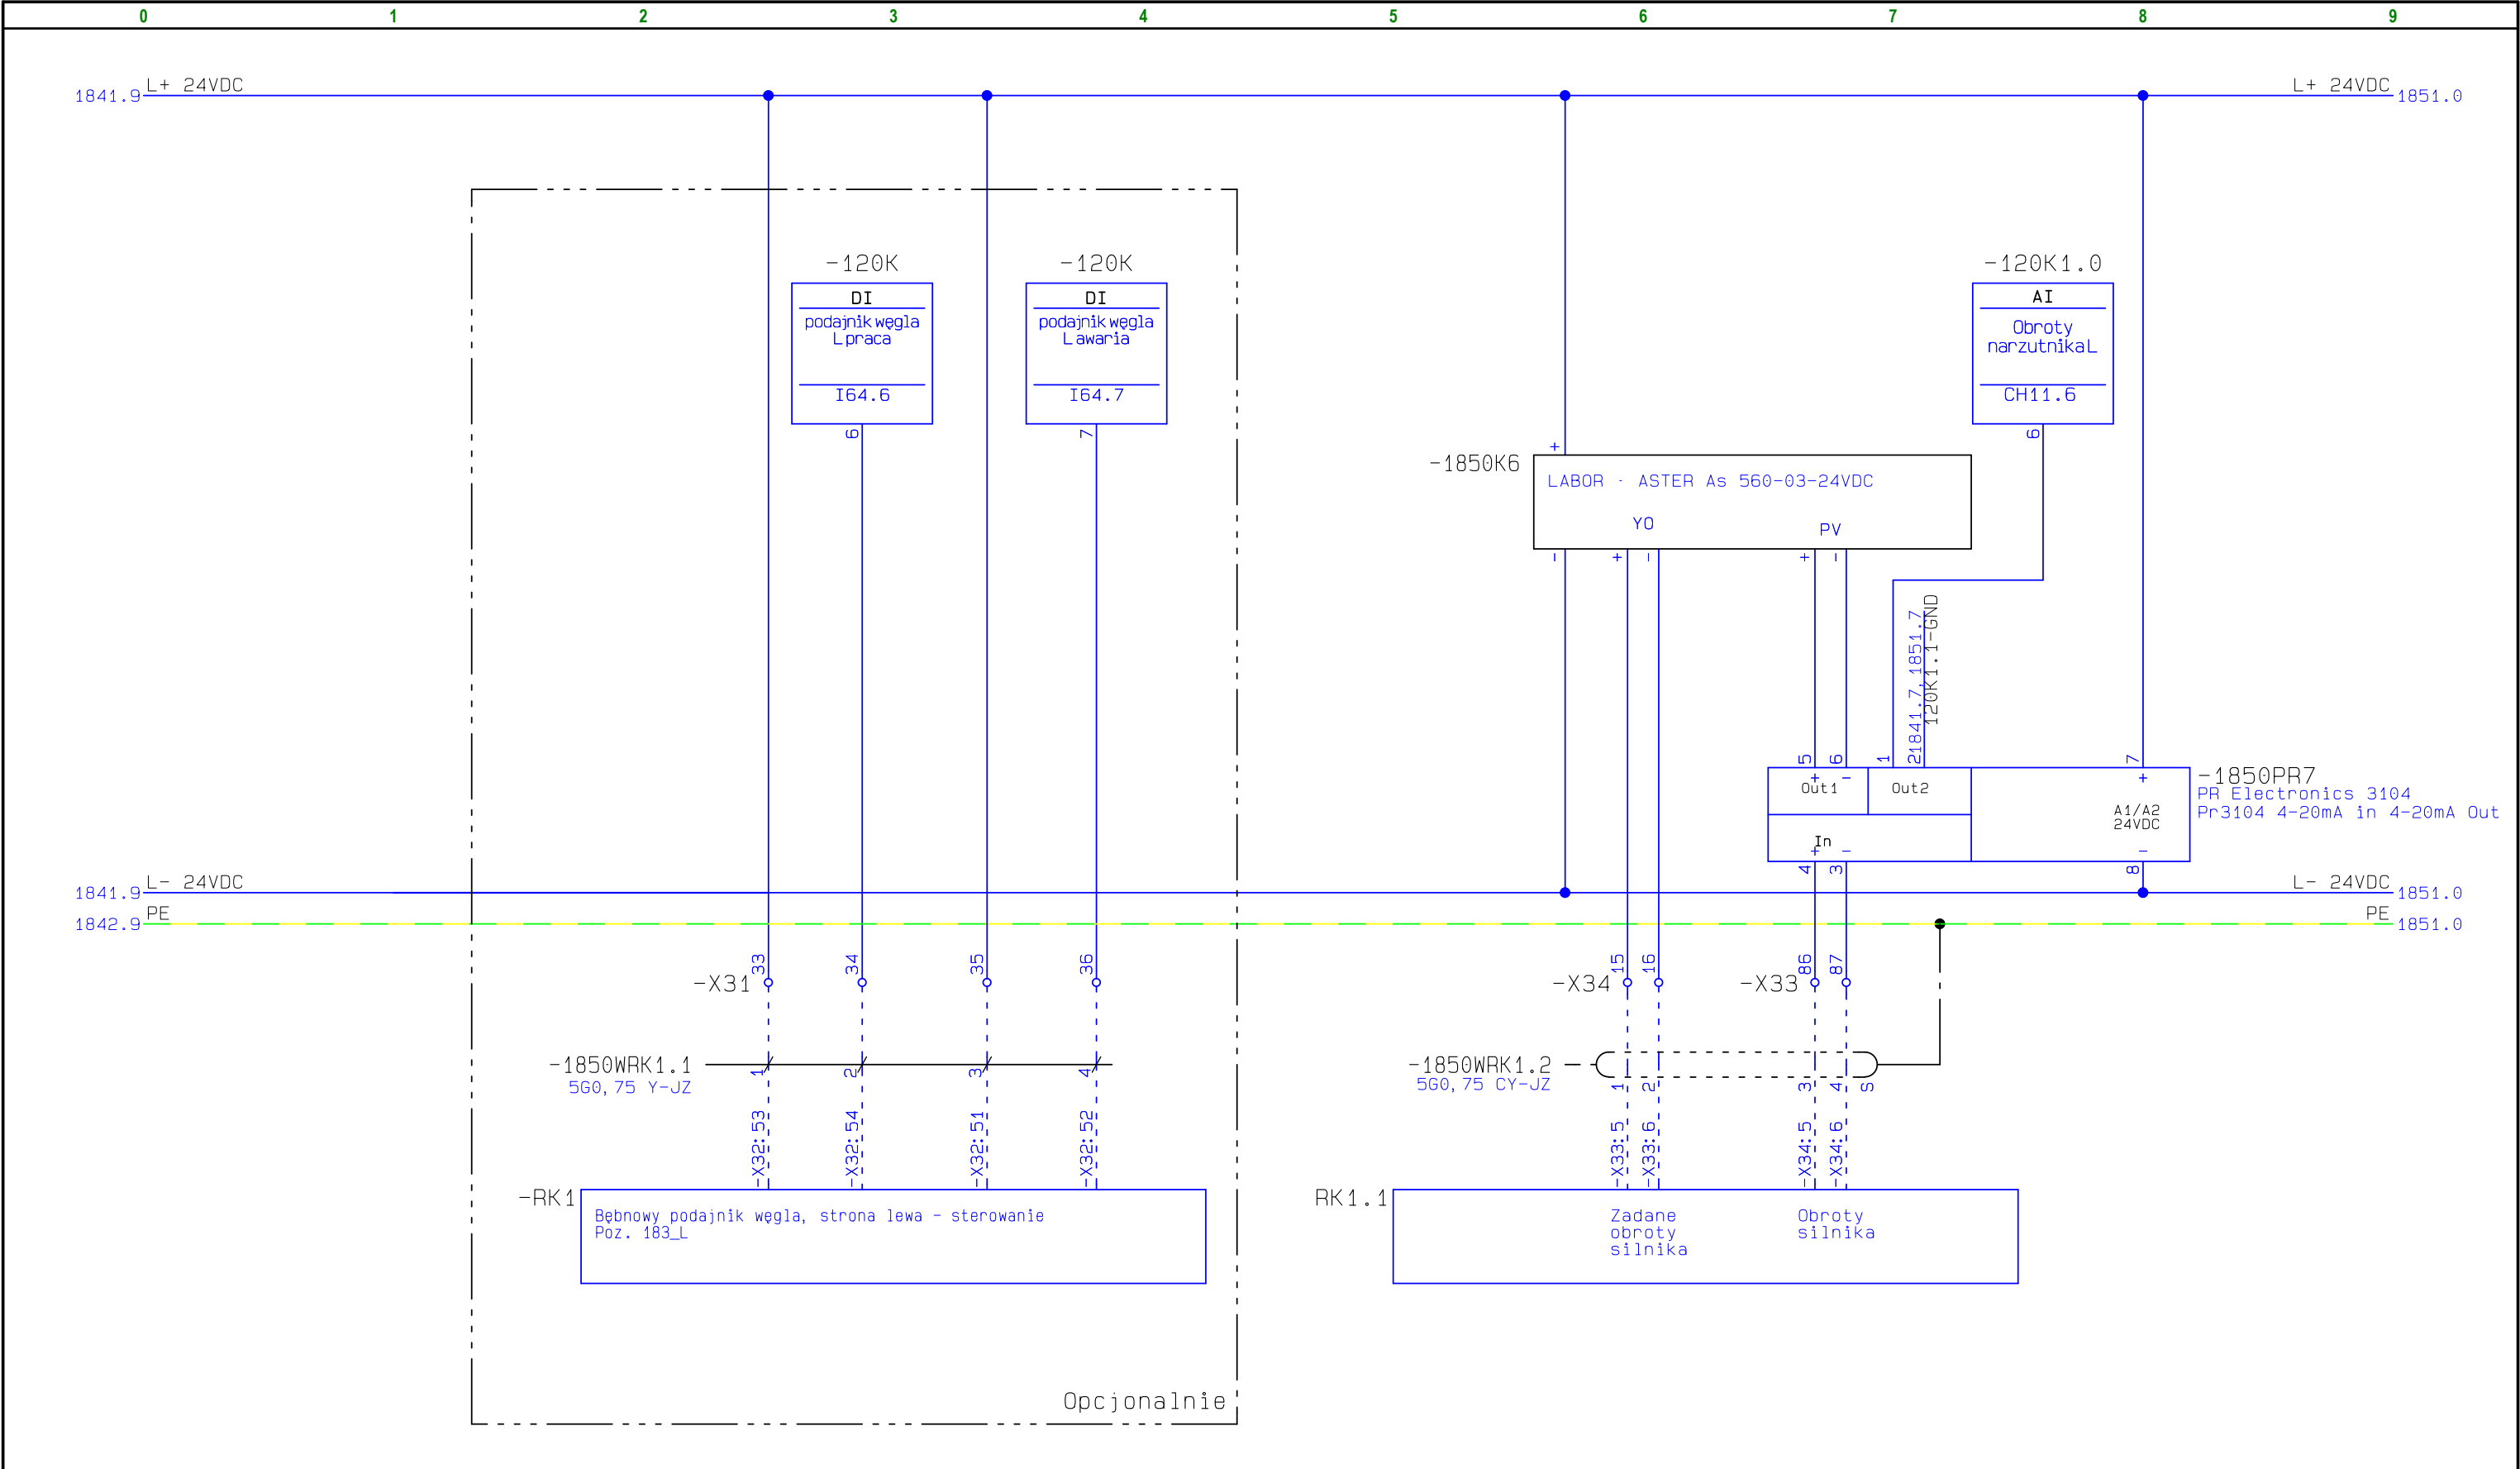 0 1 2 3 4 5 6 7 8 9
L+ 24VDC
1841.9
L+ 24VDC
1851.0
-120K
DI
podajnik węgla
L praca
I64.6
6
-120K
DI
podajnik węgla
L awaria
I64.7
7
-120K1.0
AI
Obroty
narzutnika L
CH11.6
6
-1850K6
+
LABOR - ASTER As 560-03-24VDC
YO
PV
- + - + -
1841.7,1851.7
120K1.1-GND
5 6 1 2 7
+ - +
Out1
Out2
A1/A2
24VDC
In
+ - -
4 3 8
-1850PR7
PR Electronics 3104
Pr3104 4-20mA in 4-20mA Out
L- 24VDC
1841.9
PE
1842.9
L- 24VDC
1851.0
PE
1851.0
-X31
33 34 35 36
-X34
15 16
-X33
86 87
-1850WRK1.1
5G0,75 Y-JZ
1 2 3 4
-1850WRK1.2
5G0,75 CY-JZ
1 2 3 4 S
-X32:53
-X32:54
-X32:51
-X32:52
-X33:5
-X33:6
-X34:5
-X34:6
-RK1
Bębnowy podajnik węgla, strona lewa - sterowanie
Poz. 183_L
RK1.1
Zadane
obroty
silnika
Obroty
silnika
Opcjonalnie